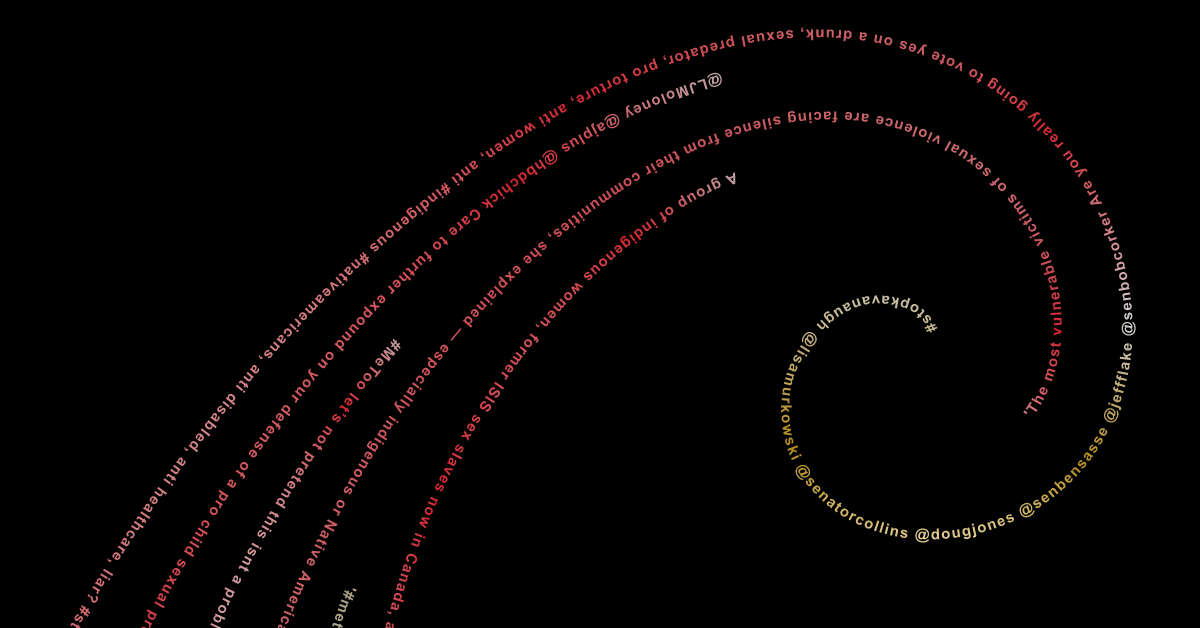 #stopkavanaugh @lisamurkowski @senatorcollins @dougjones @senbensasse @jeffflake @senbobcorker Are you really going to vote yes on a drunk, sexual predator, pro torture, anti women, anti #indigenous #nativeamericans, anti disabled, anti healthcare, liar? #st
@LJMoloney @ajplus @hbdchick Care to further expound on your defense of a pro child sexual pr
'The most vulnerable victims of sexual violence are facing silence from their communities, she explained — especially indigenous or Native America
A group of indigenous women, former ISIS sex slaves now in Canada, a
#MeToo let's not pretend this isnt a probl
'#met